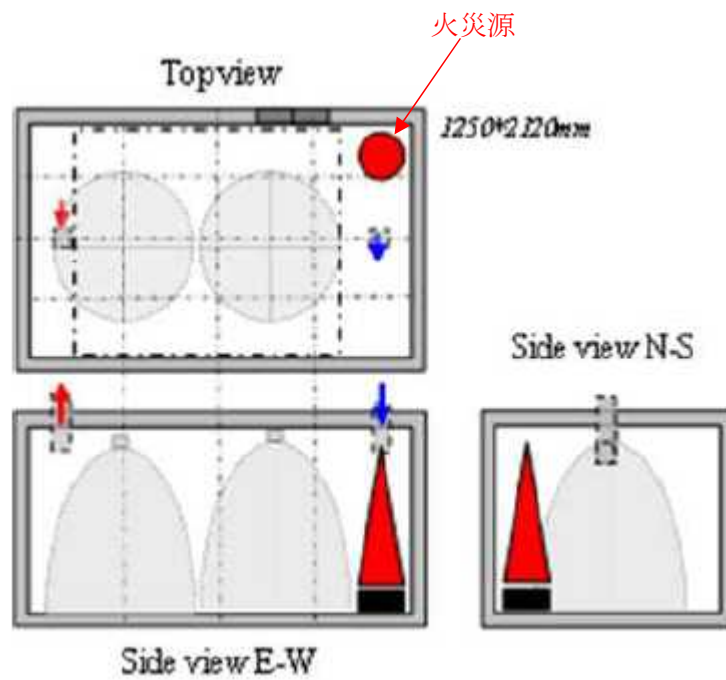 火災源
Topview
1250*2120mm
Side view N-S
Side view E-W